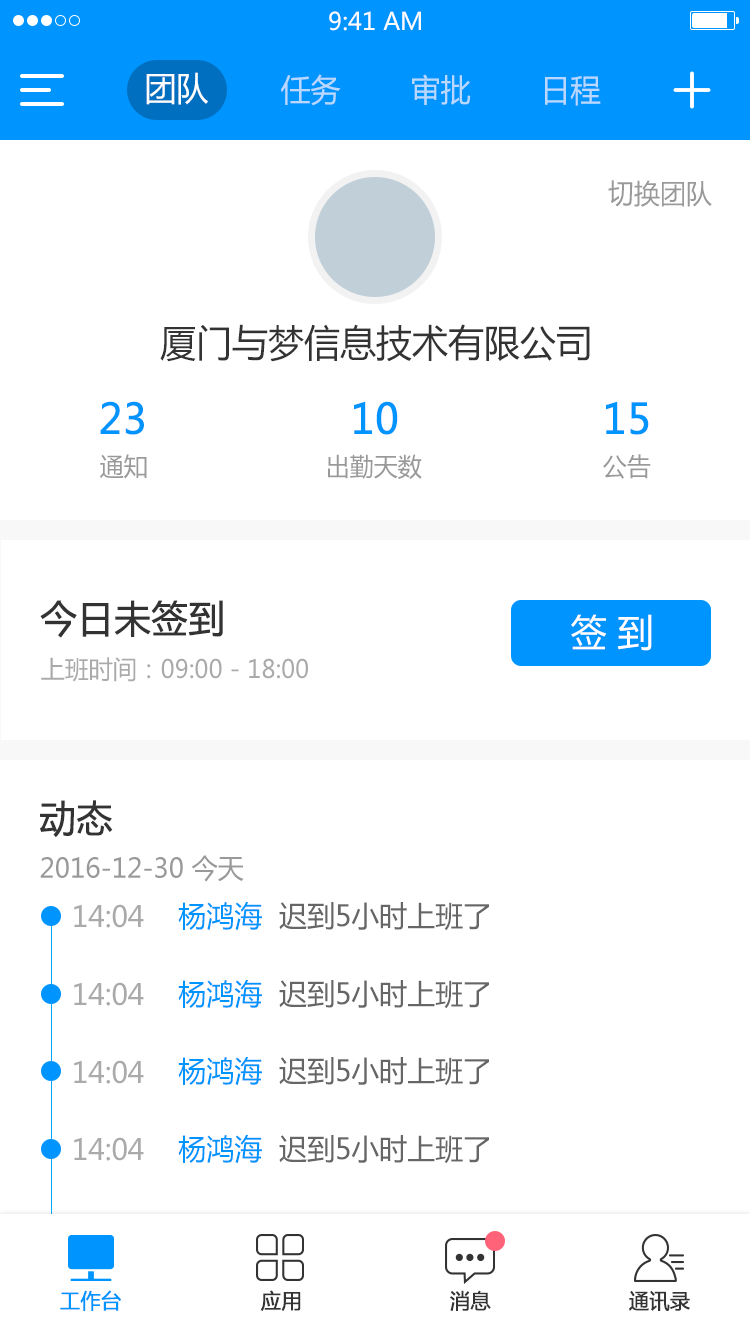 9:41 AM
团队 任务 审批 日程
切换团队
厦门与梦信息技术有限公司
23 10 15
通知 出勤天数 公告
今日未签到
签 到
上班时间：09:00 - 18:00
动态
2016-12-30 今天
14:04 杨鸿海 迟到5小时上班了
14:04 杨鸿海 迟到5小时上班了
14:04 杨鸿海 迟到5小时上班了
14:04 杨鸿海 迟到5小时上班了
工作台 应用 消息 通讯录